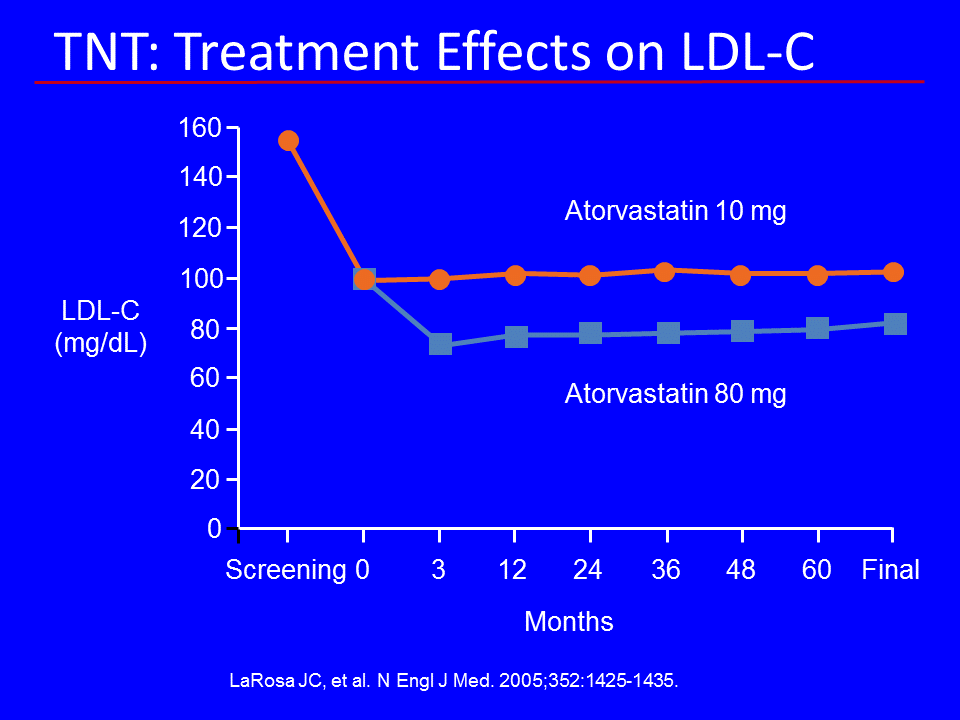 TNT: Treatment Effects on LDL-C
160
140
120
100
80
60
40
20
0
LDL-C
(mg/dL)
Atorvastatin 10 mg
Atorvastatin 80 mg
Screening 0 3 12 24 36 48 60 Final
Months
LaRosa JC, et al. N Engl J Med. 2005;352:1425-1435.